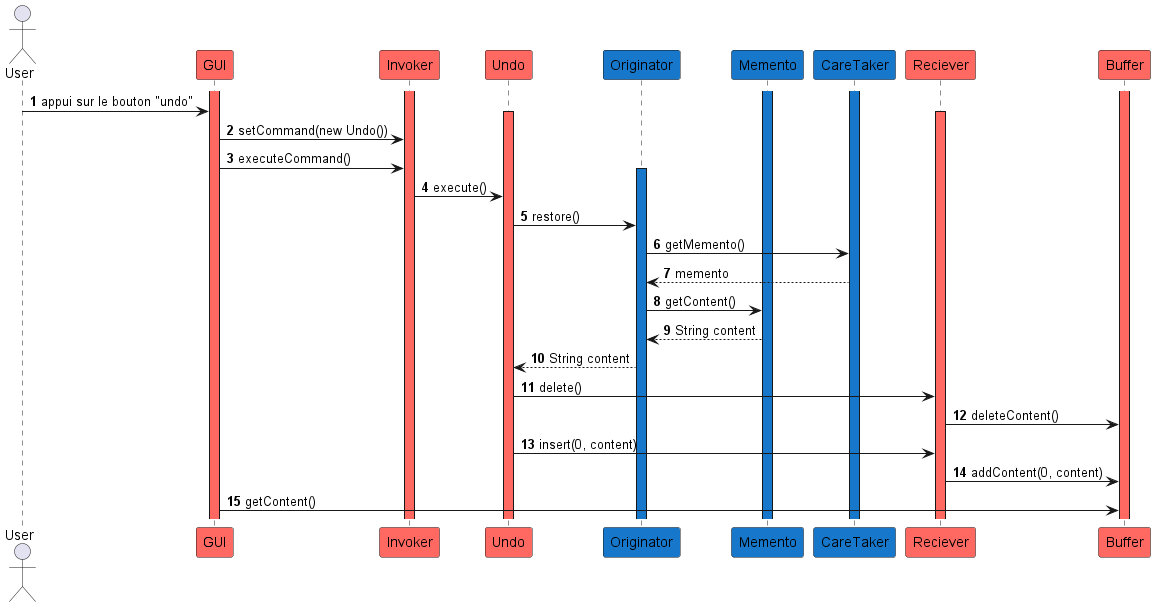 User
GUI
Invoker
Undo
Originator
Memento
CareTaker
Reciever
Buffer
1 appui sur le bouton "undo"
2 setCommand(new Undo())
3 executeCommand()
4 execute()
5 restore()
6 getMemento()
7 memento
8 getContent()
9 String content
10 String content
11 delete()
12 deleteContent()
13 insert(0, content)
14 addContent(0, content)
15 getContent()
User
GUI
Invoker
Undo
Originator
Memento
CareTaker
Reciever
Buffer